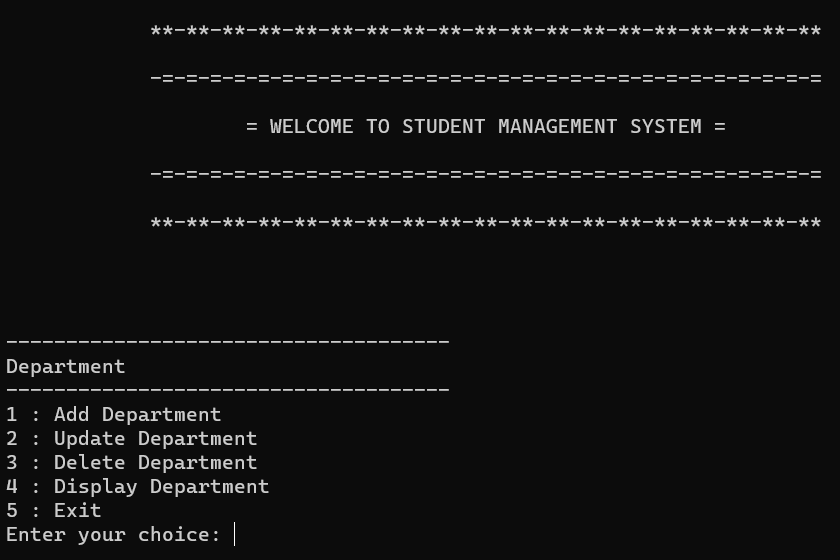 **-**-**-**-**-**-**-**-**-**-**-**-**-**-**-**-**-**-**
-=-=-=-=-=-=-=-=-=-=-=-=-=-=-=-=-=-=-=-=-=-=-=-=-=-=-=-=
= WELCOME TO STUDENT MANAGEMENT SYSTEM =
-=-=-=-=-=-=-=-=-=-=-=-=-=-=-=-=-=-=-=-=-=-=-=-=-=-=-=-=
**-**-**-**-**-**-**-**-**-**-**-**-**-**-**-**-**-**-**
-------------------------------------
Department
-------------------------------------
1 : Add Department
2 : Update Department
3 : Delete Department
4 : Display Department
5 : Exit
Enter your choice: